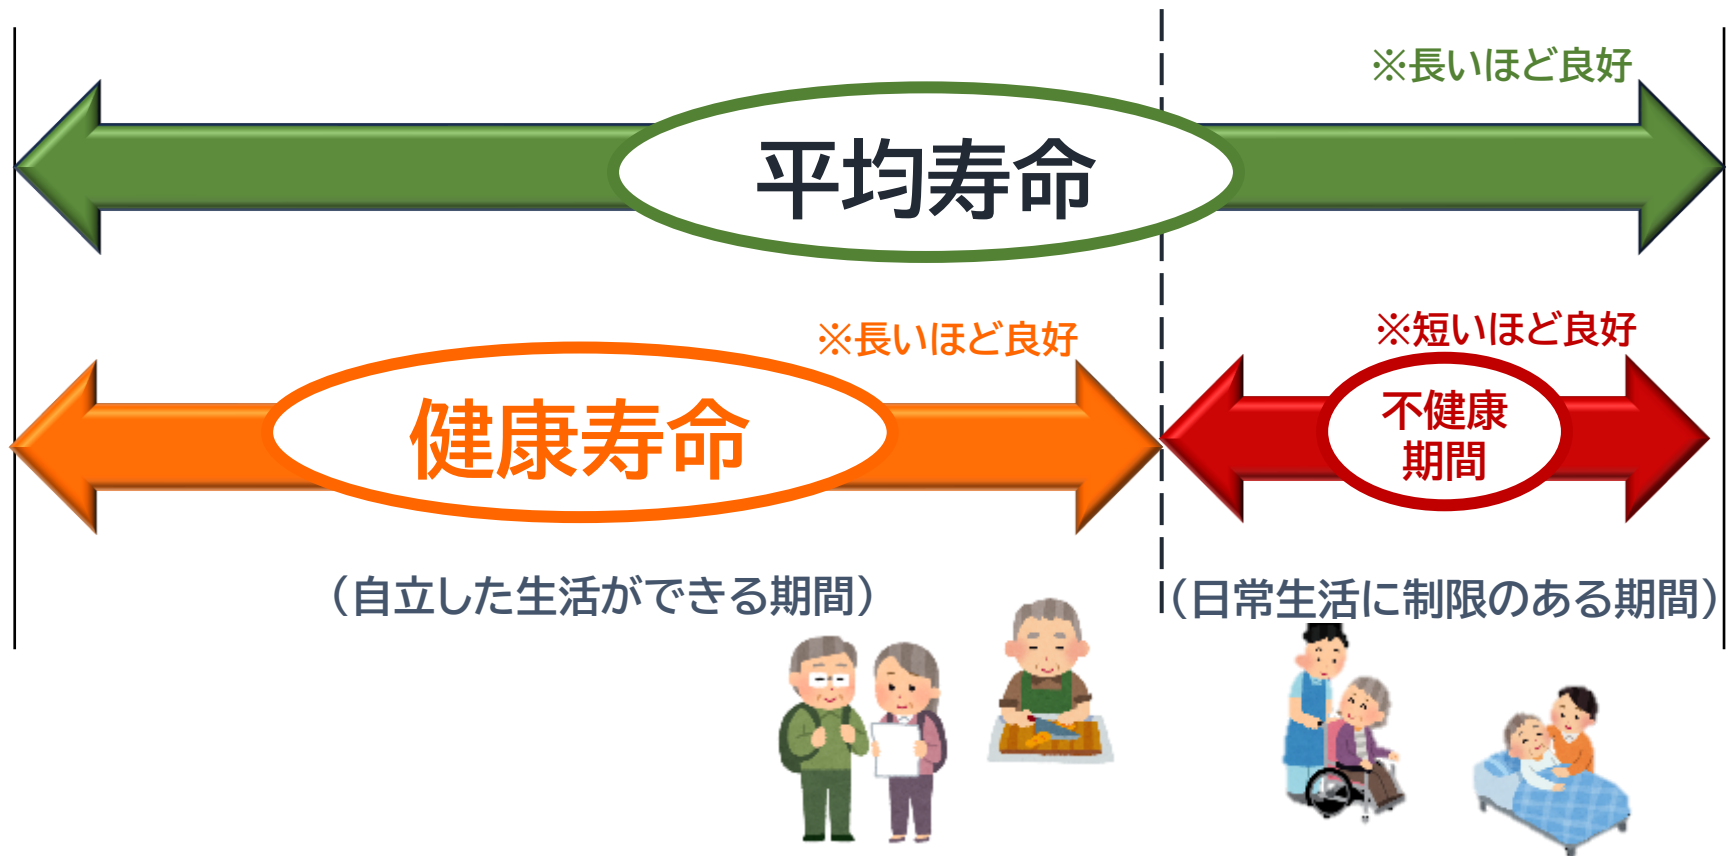 ※長いほど良好
平均寿命
※長いほど良好
※短いほど良好
健康寿命
不健康
期間
（自立した生活ができる期間）
（日常生活に制限のある期間）